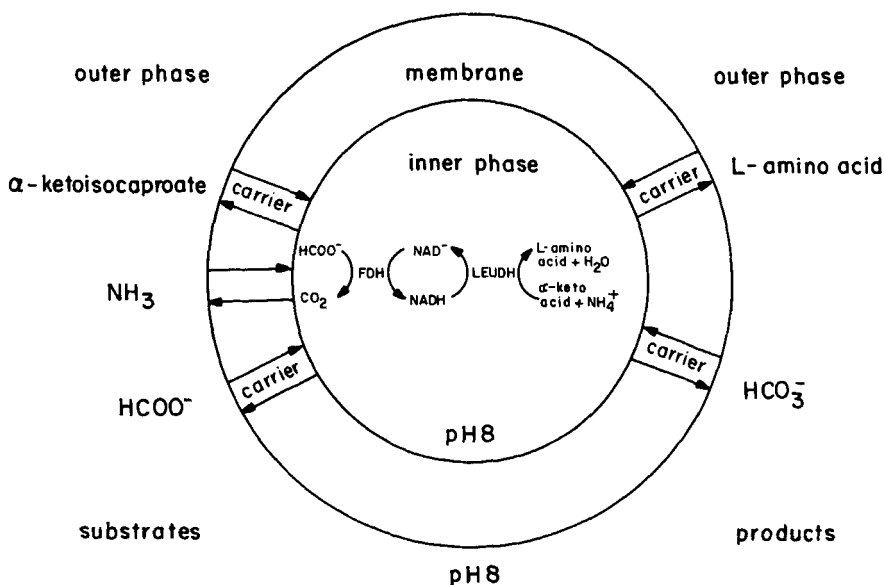 outer phase
membrane
outer phase
inner phase
α-ketoisocaproate
carrier
carrier
L-amino acid
HCOO⁻
FDH
NAD⁻
LEUDH
L-amino
acid + H₂O
NH₃
CO₂
NADH
α-keto
acid + NH₄⁺
carrier
carrier
HCOO⁻
HCO₃⁻
pH8
substrates
products
pH8